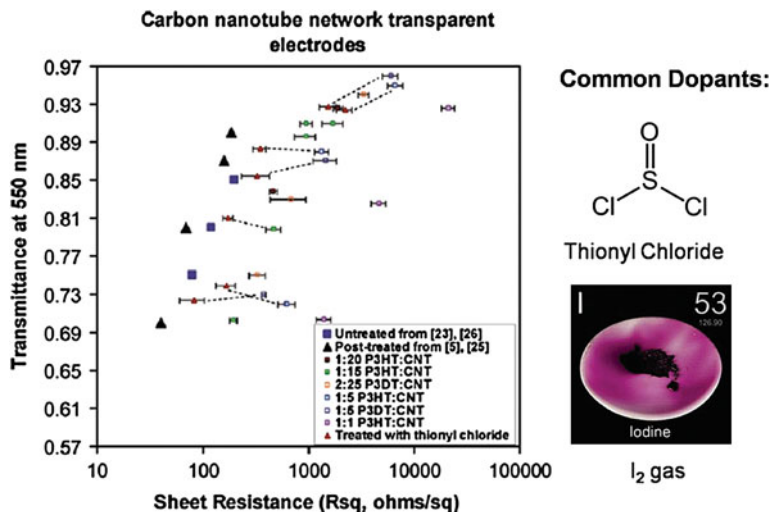 Carbon nanotube network transparent
electrodes
Transmittance at 550 nm
0.97
0.93
0.89
0.85
0.81
0.77
0.73
0.69
0.65
0.61
0.57
10
100
1000
10000
100000
Sheet Resistance (Rsq, ohms/sq)
Untreated from [23], [26]
Post-treated from [5], [25]
1:20 P3HT:CNT
1:15 P3HT:CNT
2:25 P3DT:CNT
1:5 P3HT:CNT
1:5 P3DT:CNT
1:1 P3HT:CNT
Treated with thionyl chloride
Common Dopants:
O
S
Cl
Cl
Thionyl Chloride
I
53
126.90
Iodine
I₂ gas